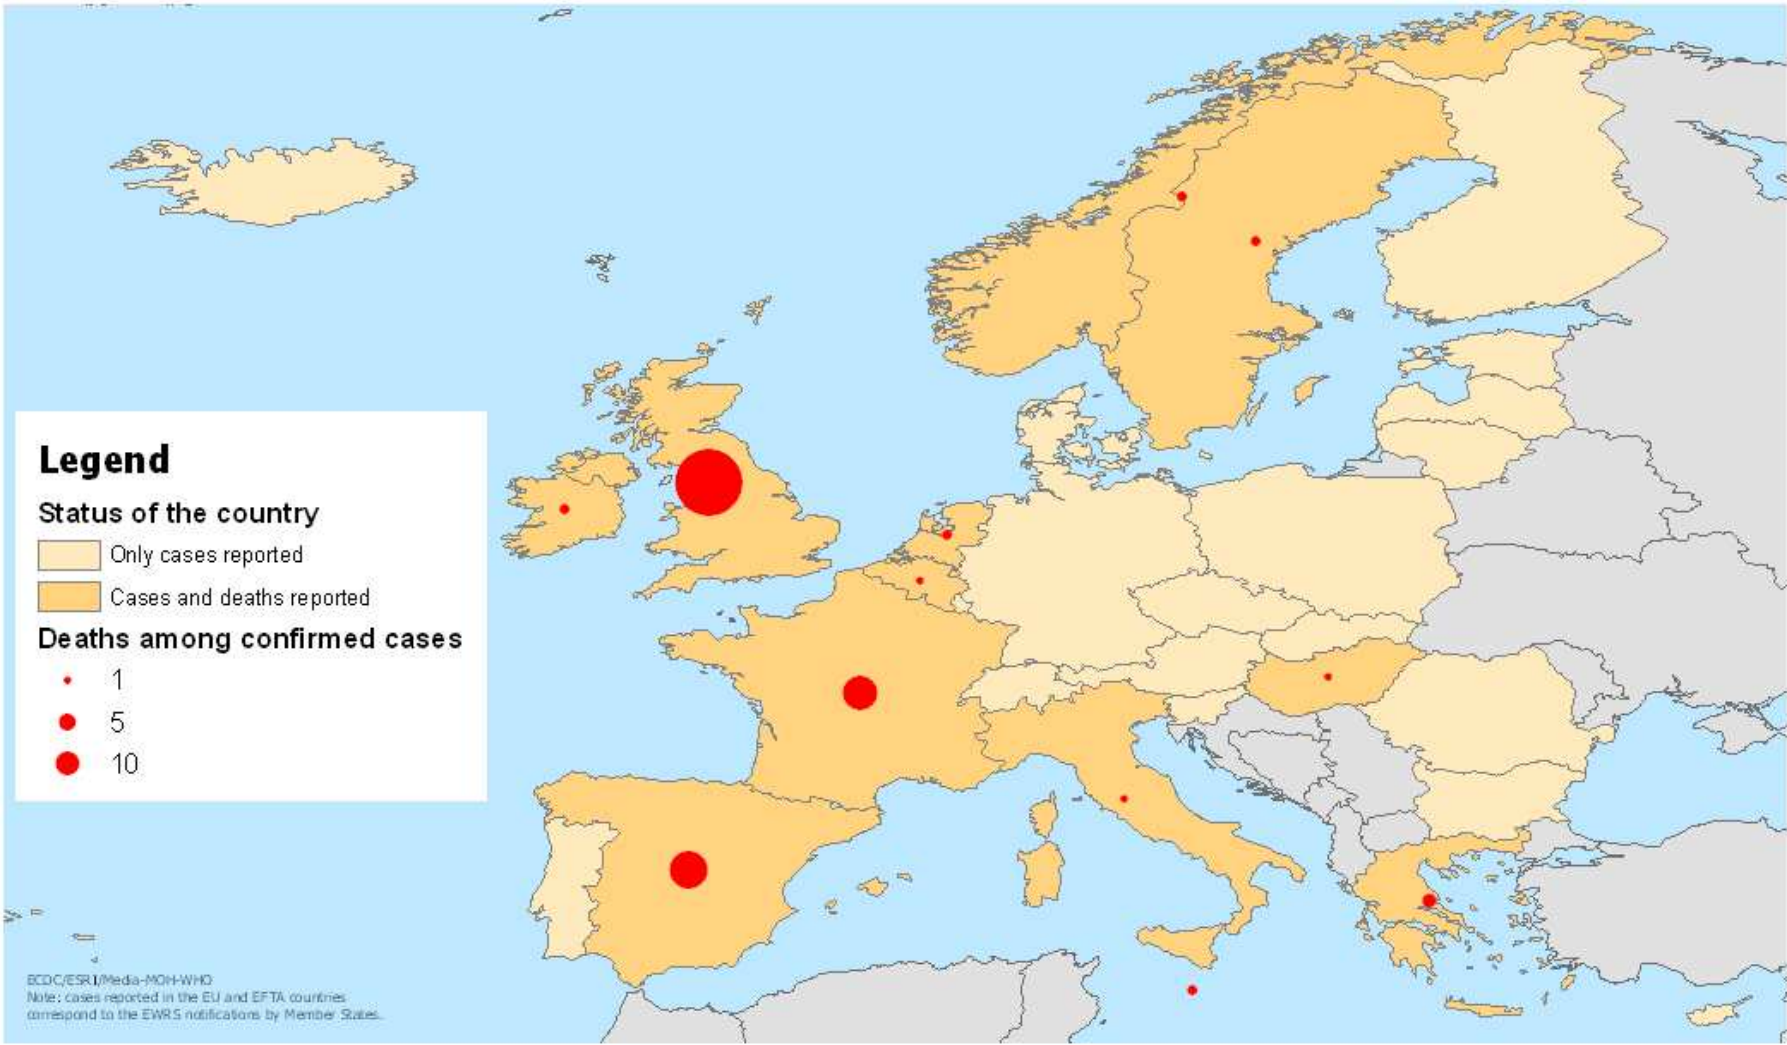 Legend
Status of the country
Only cases reported
Cases and deaths reported
Deaths among confirmed cases
1
5
10
ECDC/ESRI/Media-MOH-WHO
Note: cases reported in the EU and EFTA countries
correspond to the EWRS notifications by Member States.